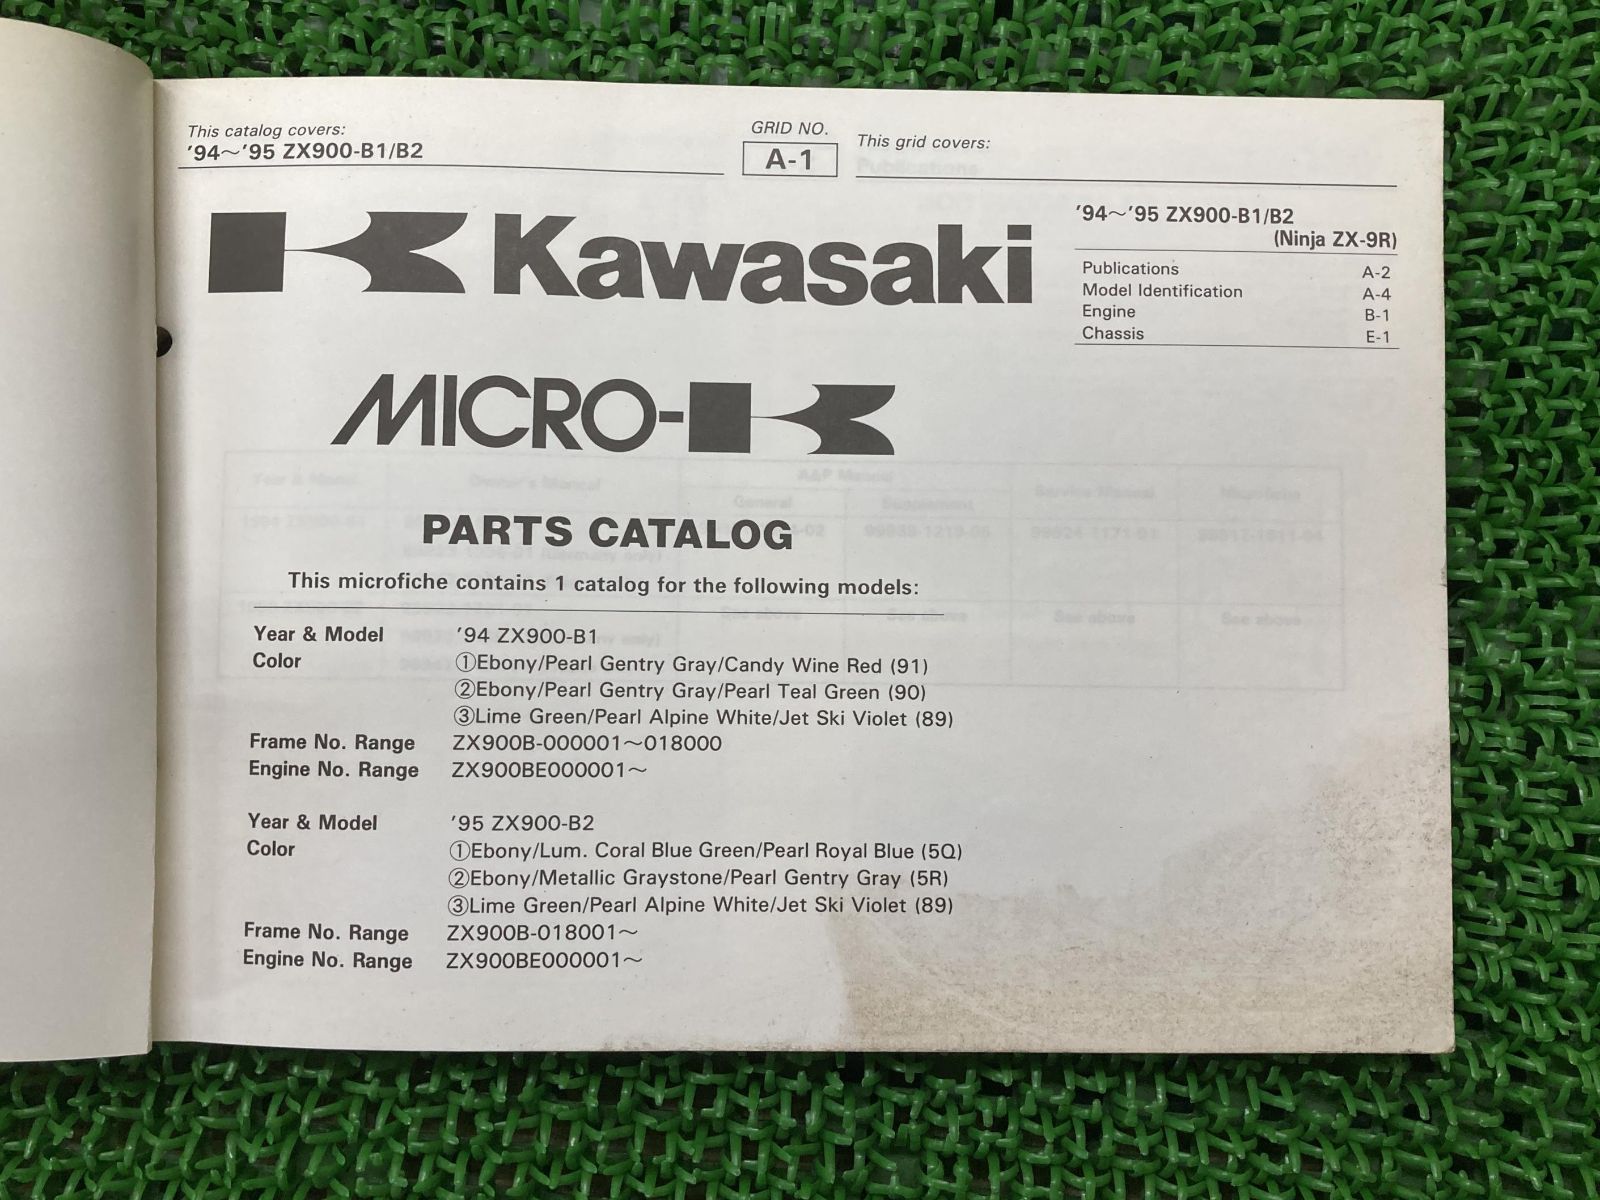 This catalog covers:
'94～'95 ZX900-B1/B2
GRID NO.
A-1
This grid covers:
'94～'95 ZX900-B1/B2
(Ninja ZX-9R)
Publications A-2
Model Identification A-4
Engine B-1
Chassis E-1
Kawasaki
MICRO-K
PARTS CATALOG
This microfiche contains 1 catalog for the following models:
Year & Model '94 ZX900-B1
Color ①Ebony/Pearl Gentry Gray/Candy Wine Red (91)
②Ebony/Pearl Gentry Gray/Pearl Teal Green (90)
③Lime Green/Pearl Alpine White/Jet Ski Violet (89)
Frame No. Range ZX900B-000001～018000
Engine No. Range ZX900BE000001～
Year & Model '95 ZX900-B2
Color ①Ebony/Lum. Coral Blue Green/Pearl Royal Blue (5Q)
②Ebony/Metallic Graystone/Pearl Gentry Gray (5R)
③Lime Green/Pearl Alpine White/Jet Ski Violet (89)
Frame No. Range ZX900B-018001～
Engine No. Range ZX900BE000001～